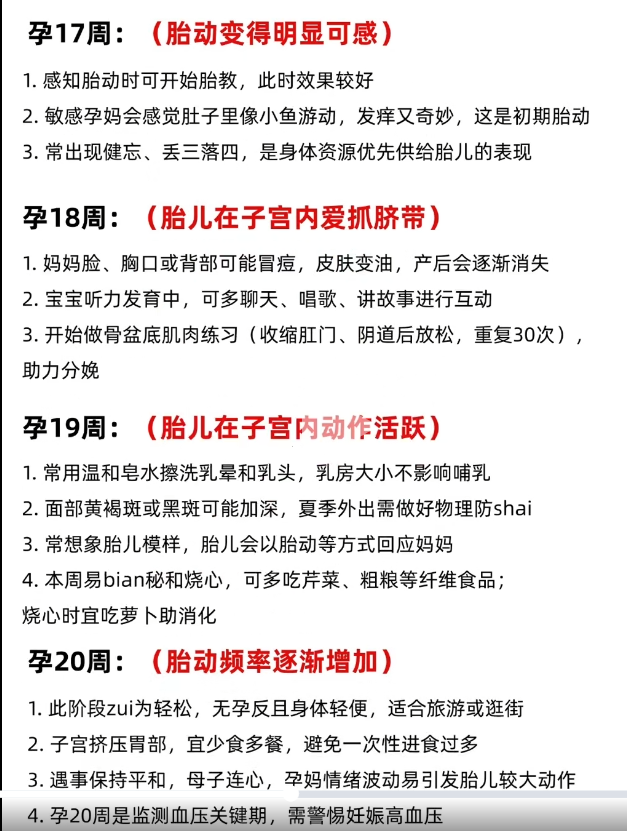 孕17周：（胎动变得明显可感）
1. 感知胎动时可开始胎教，此时效果较好
2. 敏感孕妈会感觉肚子里像小鱼游动，发痒又奇妙，这是初期胎动
3. 常出现健忘、丢三落四，是身体资源优先供给胎儿的表现
孕18周：（胎儿在子宫内爱抓脐带）
1. 妈妈脸、胸口或背部可能冒痘，皮肤变油，产后会逐渐消失
2. 宝宝听力发育中，可多聊天、唱歌、讲故事进行互动
3. 开始做骨盆底肌肉练习（收缩肛门、阴道后放松，重复30次），
助力分娩
孕19周：（胎儿在子宫内动作活跃）
1. 常用温和皂水擦洗乳晕和乳头，乳房大小不影响哺乳
2. 面部黄褐斑或黑斑可能加深，夏季外出需做好物理防shai
3. 常想象胎儿模样，胎儿会以胎动等方式回应妈妈
4. 本周易bian秘和烧心，可多吃芹菜、粗粮等纤维食品；
烧心时宜吃萝卜助消化
孕20周：（胎动频率逐渐增加）
1. 此阶段zui为轻松，无孕反且身体轻便，适合旅游或逛街
2. 子宫挤压胃部，宜少食多餐，避免一次性进食过多
3. 遇事保持平和，母子连心，孕妈情绪波动易引发胎儿较大动作
4. 孕20周是监测血压关键期，需警惕妊娠高血压